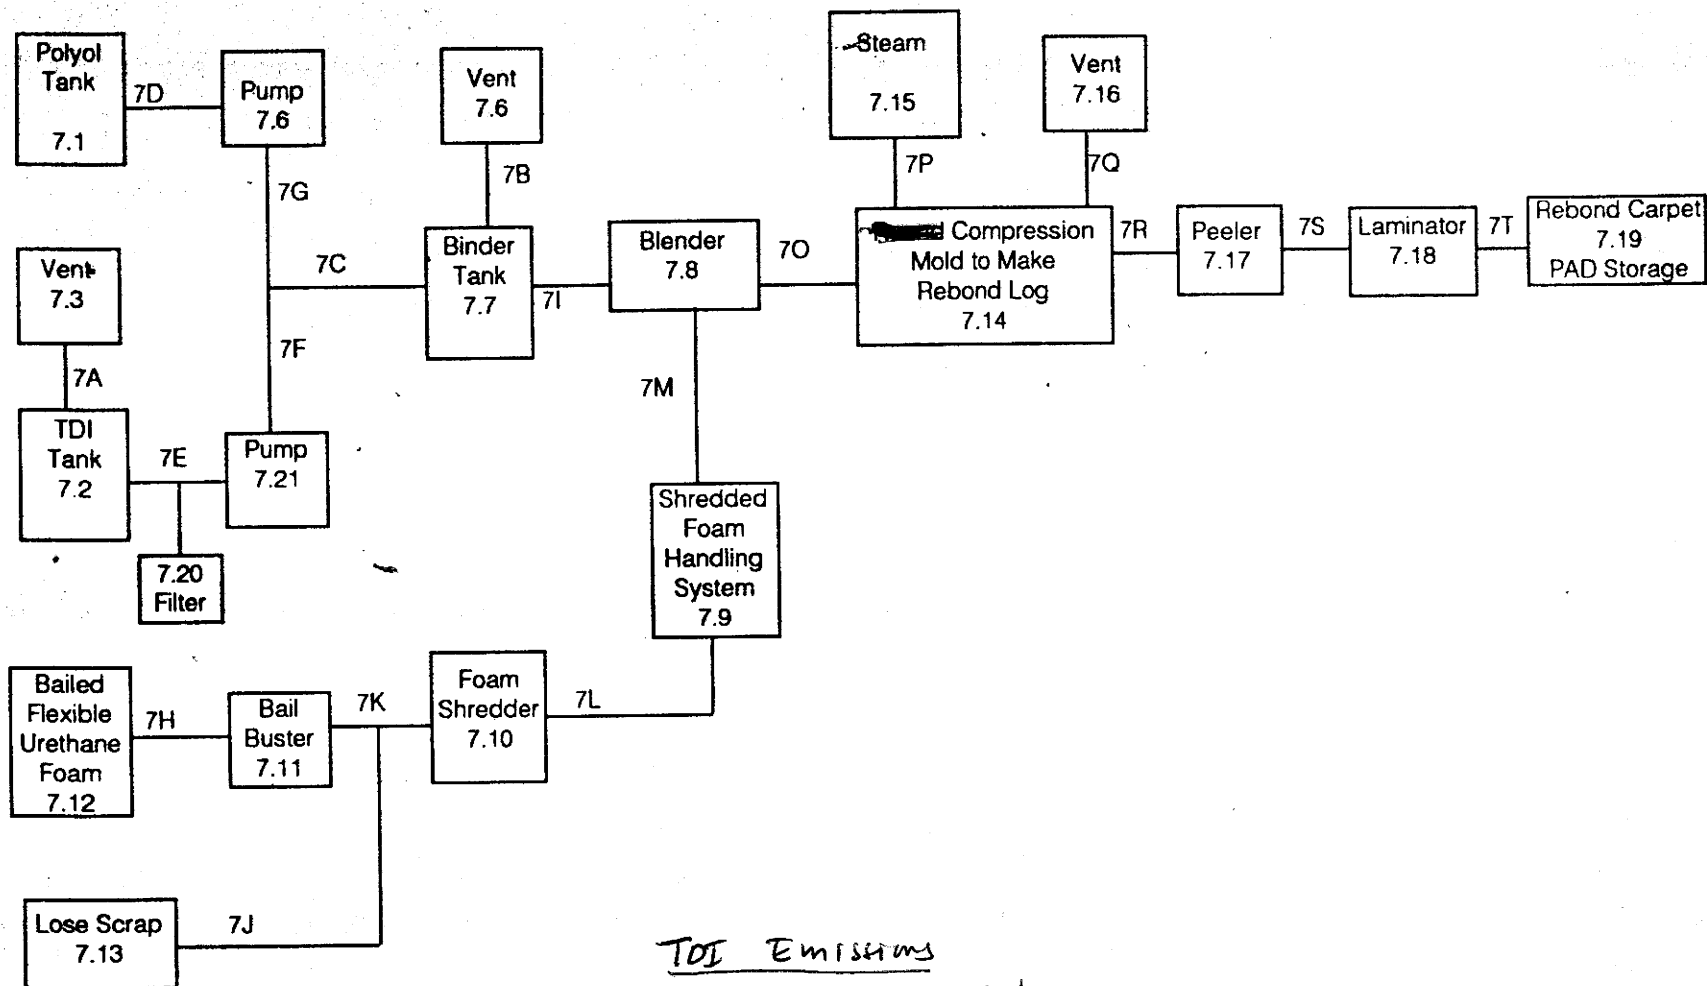 Polyol
Tank
7.1
7D
Pump
7.6
Vent
7.6
Steam
7.15
Vent
7.16
7G
7B
7P
7Q
Vent
7.3
7C
Binder
Tank
7.7
7I
Blender
7.8
7O
Compression
Mold to Make
Rebond Log
7.14
7R
Peeler
7.17
7S
Laminator
7.18
7T
Rebond Carpet
7.19
PAD Storage
7A
7F
7M
TDI
Tank
7.2
7E
Pump
7.21
7.20
Filter
Shredded
Foam
Handling
System
7.9
Bailed
Flexible
Urethane
Foam
7.12
7H
Bail
Buster
7.11
7K
Foam
Shredder
7.10
7L
Lose Scrap
7.13
7J
TDI Emissions